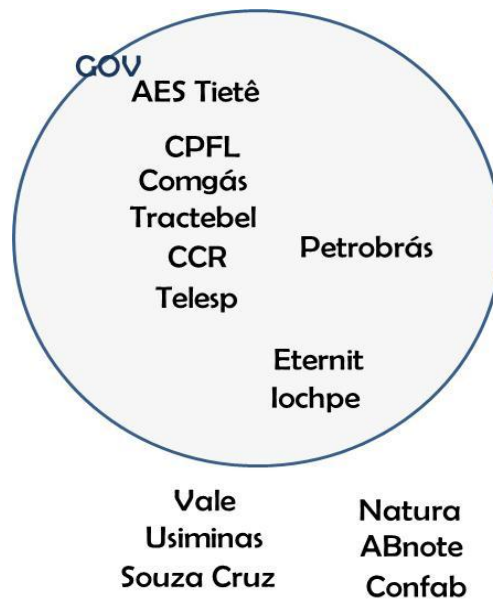 GOV
AES Tietê
CPFL
Comgás
Tractebel
CCR
Telesp
Petrobrás
Eternit
Iochpe
Vale
Usiminas
Souza Cruz
Natura
ABnote
Confab